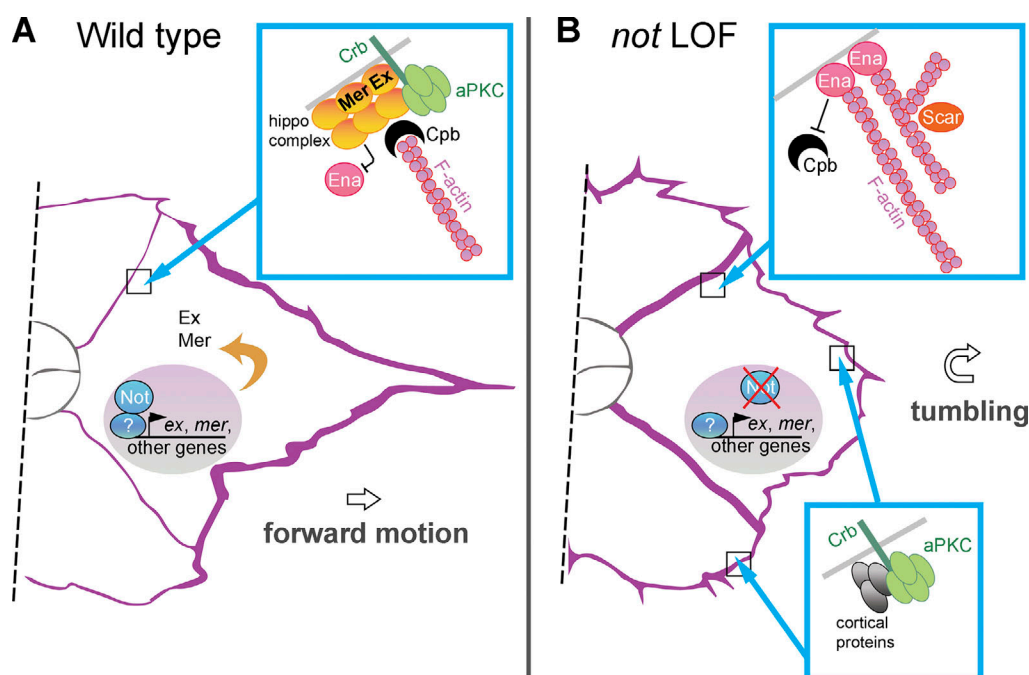 A Wild type
Crb
Mer Ex
aPKC
hippo
complex
Cpb
Ena
F-actin
Ex
Mer
Not
?
ex, mer,
other genes
forward motion
B not LOF
Ena
Ena
Scar
Cpb
F-actin
Not
?
ex, mer,
other genes
tumbling
Crb
aPKC
cortical
proteins